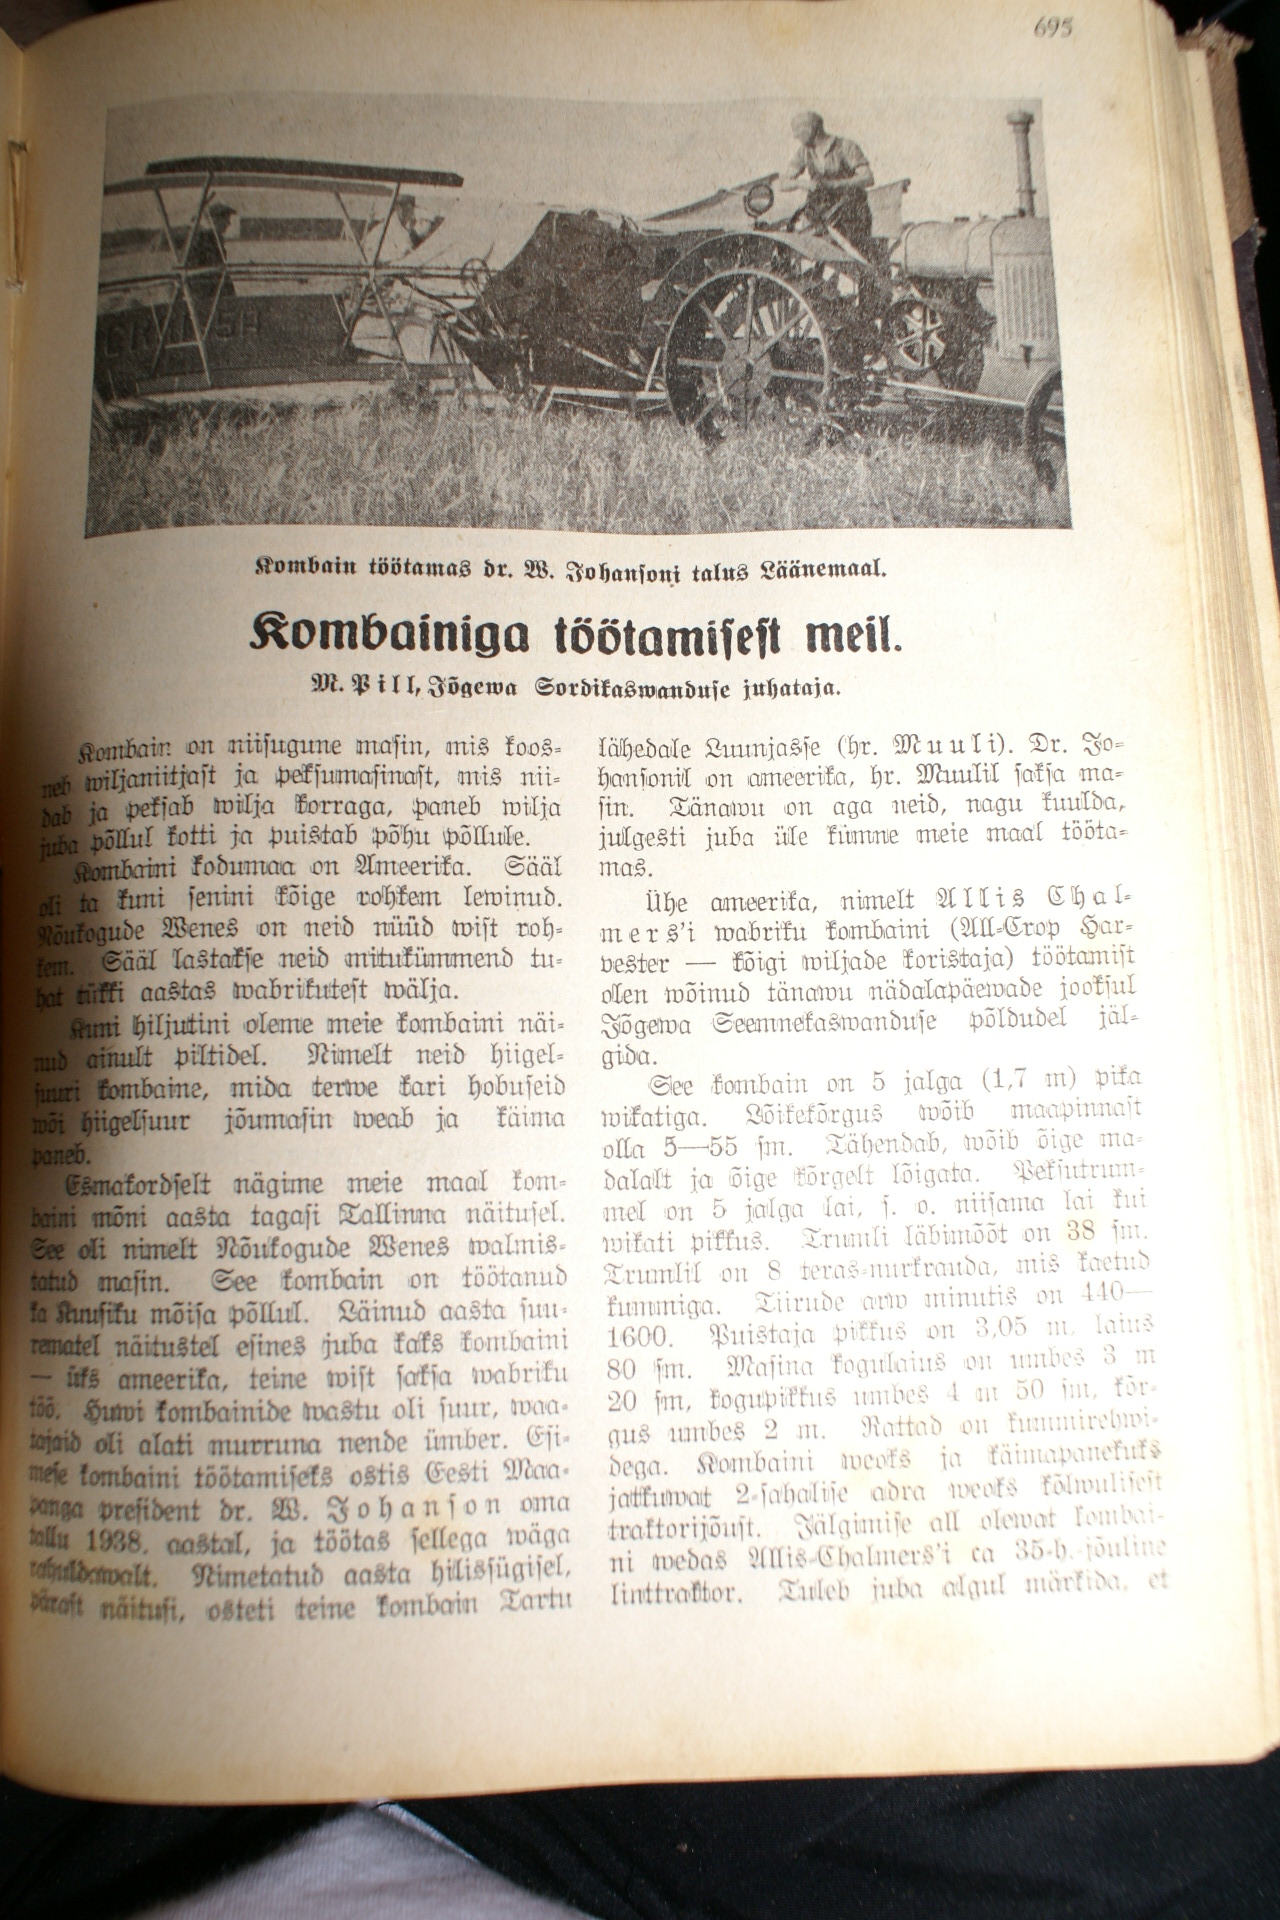 695
Kombain töötamas dr. W. Johansoni talus Läänemaal.
Kombainiga töötamisest meil.
M. Pill, Jõgewa Sordikaswanduse juhataja.
Kombain on niisugune masin, mis koos-
neb wiljaniitjast ja peksumasinast, mis nii-
dab ja peksab wilja korraga, paneb wilja
juba põllul kotti ja puistab põhu põllule.
Kombaini kodumaa on Ameerika. Sääl
oli ta kuni senini kõige rohkem lewinud.
Nõukogude Wenes on neid nüüd wist roh-
kem. Sääl lastakse neid mitukümmend tu-
hat tükki aastas wabrikutest wälja.
Kuni hiljutini oleme meie kombaini näi-
nud ainult piltidel. Nimelt neid hiigel-
suuri kombaine, mida terwe kari hobuseid
wõi hiigelsuur jõumasin weab ja käima
paneb.
Esmakordselt nägime meie maal kom-
baini mõni aasta tagasi Tallinna näitusel.
See oli nimelt Nõukogude Wenes walmis-
tatud masin. See kombain on töötanud
ka Kuusiku mõisa põllul. Läinud aasta suu-
rematel näitustel esines juba kaks kombaini
— üks ameerika, teine wist saksa wabriku
töö. Huwi kombainide wastu oli suur, waa-
tajaid oli alati murruna nende ümber. Esi-
mese kombaini töötamiseks ostis Eesti Maa-
panga president dr. W. Johanson oma
tallu 1938. aastal, ja töötas sellega wäga
rahuldawalt. Nimetatud aasta hilissügisel,
pärast näitusi, osteti teine kombain Tartu
lähedale Luunjasse (hr. Muuli). Dr. Jo-
hansonil on ameerika, hr. Muulil saksa ma-
sin. Tänawu on aga neid, nagu kuulda,
julgesti juba üle kümne meie maal tööta-
mas.
Ühe ameerika, nimelt Allis Chal-
mers'i wabriku kombaini (All-Crop Har-
vester — kõigi wiljade koristaja) töötamist
olen wõinud tänawu nädalapäewade jooksul
Jõgewa Seemnekaswanduse põldudel jäl-
gida.
See kombain on 5 jalga (1,7 m) pika
wikatiga. Lõikekõrgus wõib maapinnast
olla 5—55 sm. Tähendab, wõib õige ma-
dalalt ja õige kõrgelt lõigata. Peksutrum-
mel on 5 jalga lai, s. o. niisama lai kui
wikati pikkus. Trumli läbimõõt on 38 sm.
Trumlil on 8 teras-nurkrauda, mis kaetud
kummiga. Tiirude arw minutis on 440—
1600. Puistaja pikkus on 3,05 m, laius
80 sm. Masina kogulaius on umbes 3 m
20 sm, kogupikkus umbes 4 m 50 sm, kõr-
gus umbes 2 m. Rattad on kummirehwi-
dega. Kombaini weoks ja käimapanekuks
jatkuwat 2-sahalise adra weoks kõlwulisest
traktorijõust. Jälgimise all olewat kombai-
ni wedas Allis-Chalmers'i ca 35-h.-jõuline
linttraktor. Tuleb juba algul märkida, et